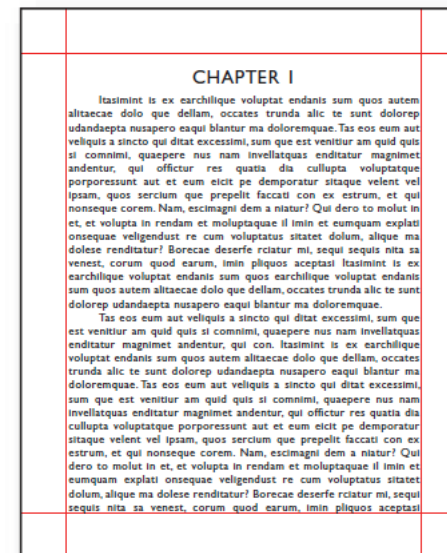 CHAPTER I
Itasimint is ex earchilique voluptat endanis sum quos autem
alitaecae dolo que dellam, occates trunda alic te sunt dolorep
udandaepta nusapero eaqui blantur ma doloremquae. Tas eos eum aut
veliquis a sincto qui ditat excessimi, sum que est venitiur am quid quis
si comnimi, quaepere nus nam invellatquas enditatur magnimet
andentur, qui offictur res quatia dia cullupta voluptatque
porporessunt aut et eum eicit pe demporatur sitaque velent vel
ipsam, quos sercium que prepelit faccati con ex estrum, et qui
nonseque corem. Nam, escimagni dem a niatur? Qui dero to molut in
et, et volupta in rendam et moluptaquae il imin et eumquam explati
onsequae veligendust re cum voluptatus sitatet dolum, alique ma
dolese renditatur? Borecae deserfe rciatur mi, sequi sequis nita sa
venest, corum quod earum, imin pliquos aceptasi Itasimint is ex
earchilique voluptat endanis sum quos earchilique voluptat endanis
sum quos autem alitaecae dolo que dellam, occates trunda alic te sunt
dolorep udandaepta nusapero eaqui blantur ma doloremquae.
Tas eos eum aut veliquis a sincto qui ditat excessimi, sum que
est venitiur am quid quis si comnimi, quaepere nus nam invellatquas
enditatur magnimet andentur, qui con. Itasimint is ex earchilique
voluptat endanis sum quos autem alitaecae dolo que dellam, occates
trunda alic te sunt dolorep udandaepta nusapero eaqui blantur ma
doloremquae. Tas eos eum aut veliquis a sincto qui ditat excessimi,
sum que est venitiur am quid quis si comnimi, quaepere nus nam
invellatquas enditatur magnimet andentur, qui offictur res quatia dia
cullupta voluptatque porporessunt aut et eum eicit pe demporatur
sitaque velent vel ipsam, quos sercium que prepelit faccati con ex
estrum, et qui nonseque corem. Nam, escimagni dem a niatur? Qui
dero to molut in et, et volupta in rendam et moluptaquae il imin et
eumquam explati onsequae veligendust re cum voluptatus sitatet
dolum, alique ma dolese renditatur? Borecae deserfe rciatur mi, sequi
sequis nita sa venest, corum quod earum, imin pliquos aceptasi